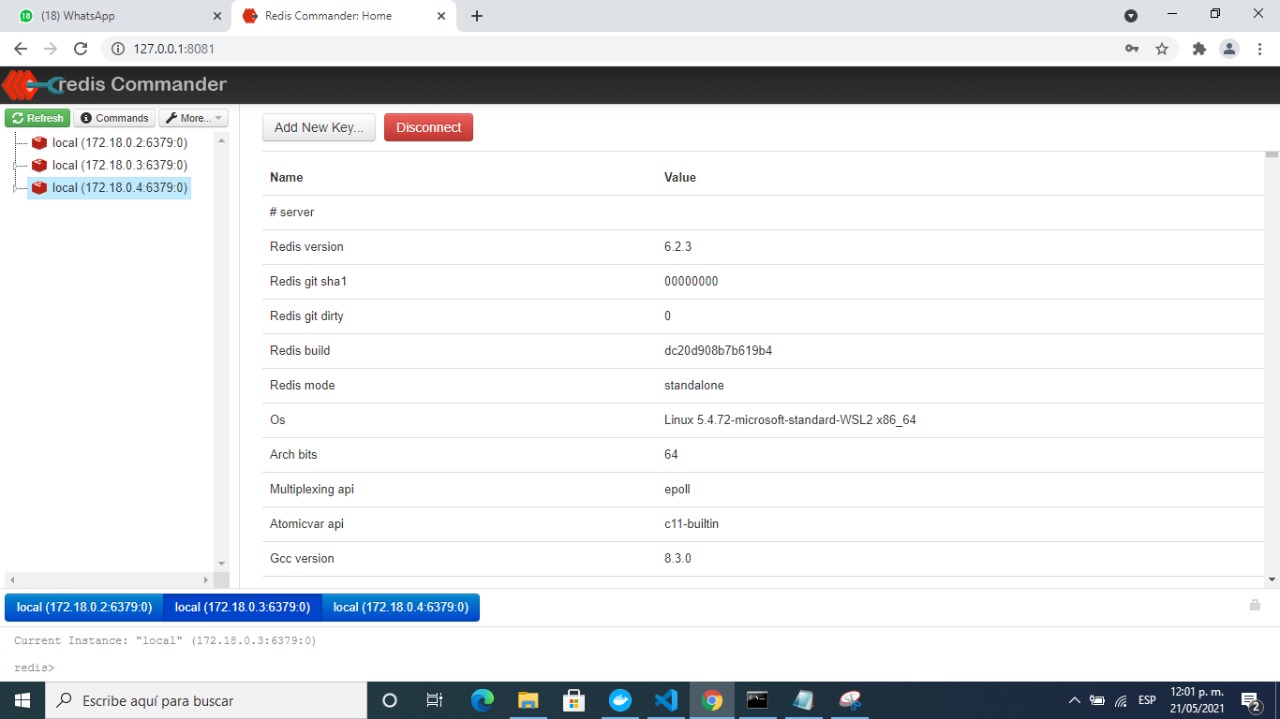 18 (18) WhatsApp
Redis Commander: Home
127.0.0.1:8081
redis Commander
Refresh
Commands
More...
local (172.18.0.2:6379:0)
local (172.18.0.3:6379:0)
local (172.18.0.4:6379:0)
Add New Key...
Disconnect
Name Value
# server
Redis version 6.2.3
Redis git sha1 00000000
Redis git dirty 0
Redis build dc20d908b7b619b4
Redis mode standalone
Os Linux 5.4.72-microsoft-standard-WSL2 x86_64
Arch bits 64
Multiplexing api epoll
Atomicvar api c11-builtin
Gcc version 8.3.0
local (172.18.0.2:6379:0) local (172.18.0.3:6379:0) local (172.18.0.4:6379:0)
Current Instance: "local" (172.18.0.3:6379:0)
redis>
Escribe aquí para buscar
ESP
12:01 p. m.
21/05/2021
2